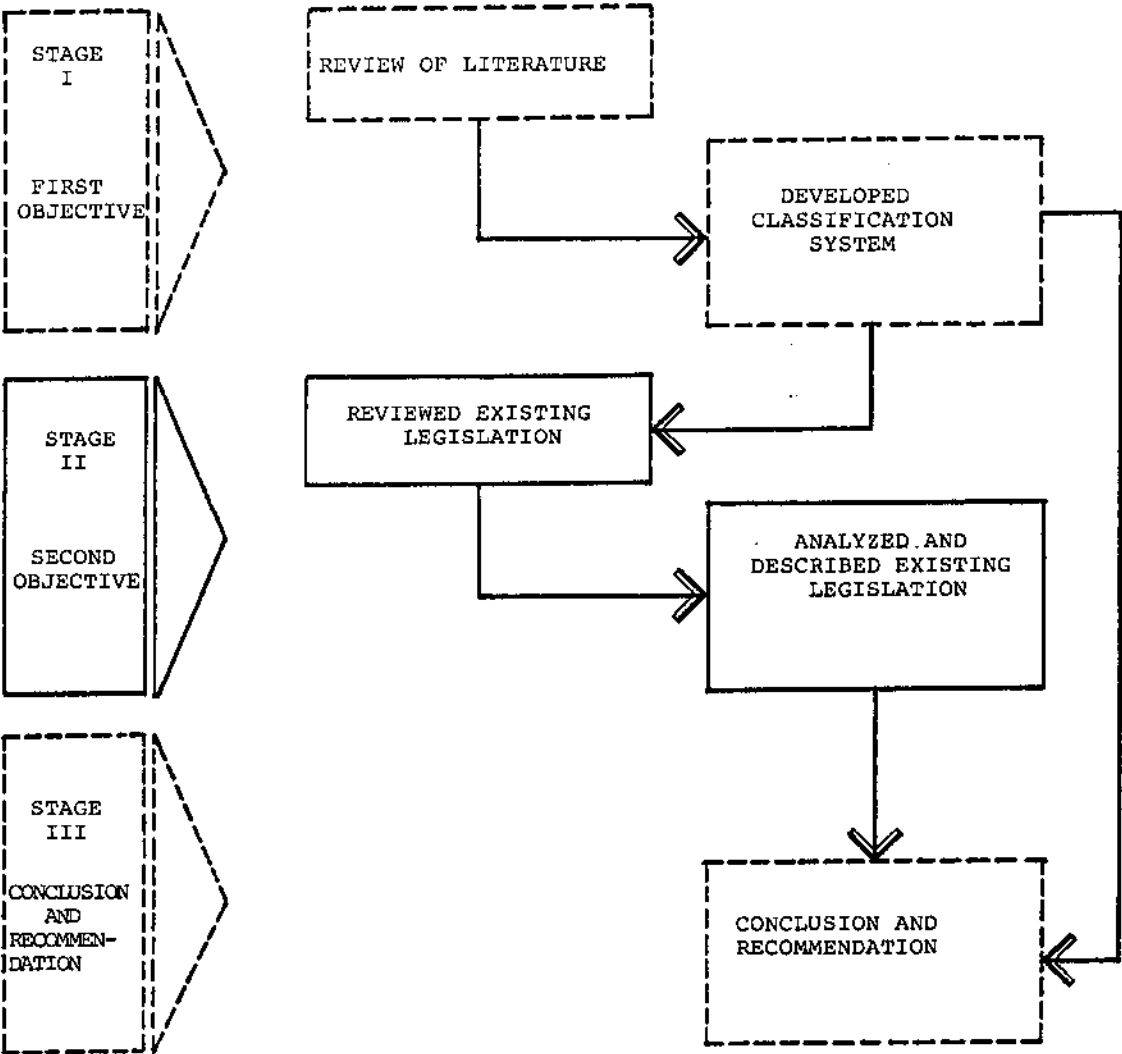 STAGE
I
FIRST
OBJECTIVE
REVIEW OF LITERATURE
DEVELOPED
CLASSIFICATION
SYSTEM
STAGE
II
SECOND
OBJECTIVE
REVIEWED EXISTING
LEGISLATION
ANALYZED AND
DESCRIBED EXISTING
LEGISLATION
STAGE
III
CONCLUSION
AND
RECOMMEN-
DATION
CONCLUSION AND
RECOMMENDATION